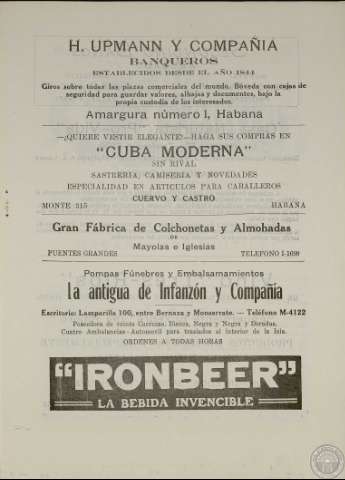 H. UPMANN Y COMPAÑIA
BANQUEROS
ESTABLECIDOS DESDE EL AÑO 1844
Giros sobre todas las plazas comerciales del mundo. Bóveda con cajas de
seguridad para guardar valores, alhajas y documentos, bajo la
propia custodia de los interesados.
Amargura número 1, Habana
—¿QUIERE VESTIR ELEGANTE?—HAGA SUS COMPRAS EN
"CUBA MODERNA"
SIN RIVAL
SASTRERIA, CAMISERIA Y NOVEDADES
ESPECIALIDAD EN ARTICULOS PARA CABALLEROS
CUERVO Y CASTRO
MONTE 315 HABANA
Gran Fábrica de Colchonetas y Almohadas
DE
Mayolas e Iglesias
PUENTES GRANDES TELEFONO I-1099
Pompas Fúnebres y Embalsamamientos
La antigua de Infanzón y Compañía
Escritorio: Lamparilla 100, entre Bernaza y Monserrate. — Teléfono M-4122
Poseedora de veinte Carrozas, Blanca, Negra y Negra y Dorados.
Cuatro Ambulancias-Automovil para traslados al Interior de la Isla.
ORDENES A TODAS HORAS
"IRONBEER"
LA BEBIDA INVENCIBLE